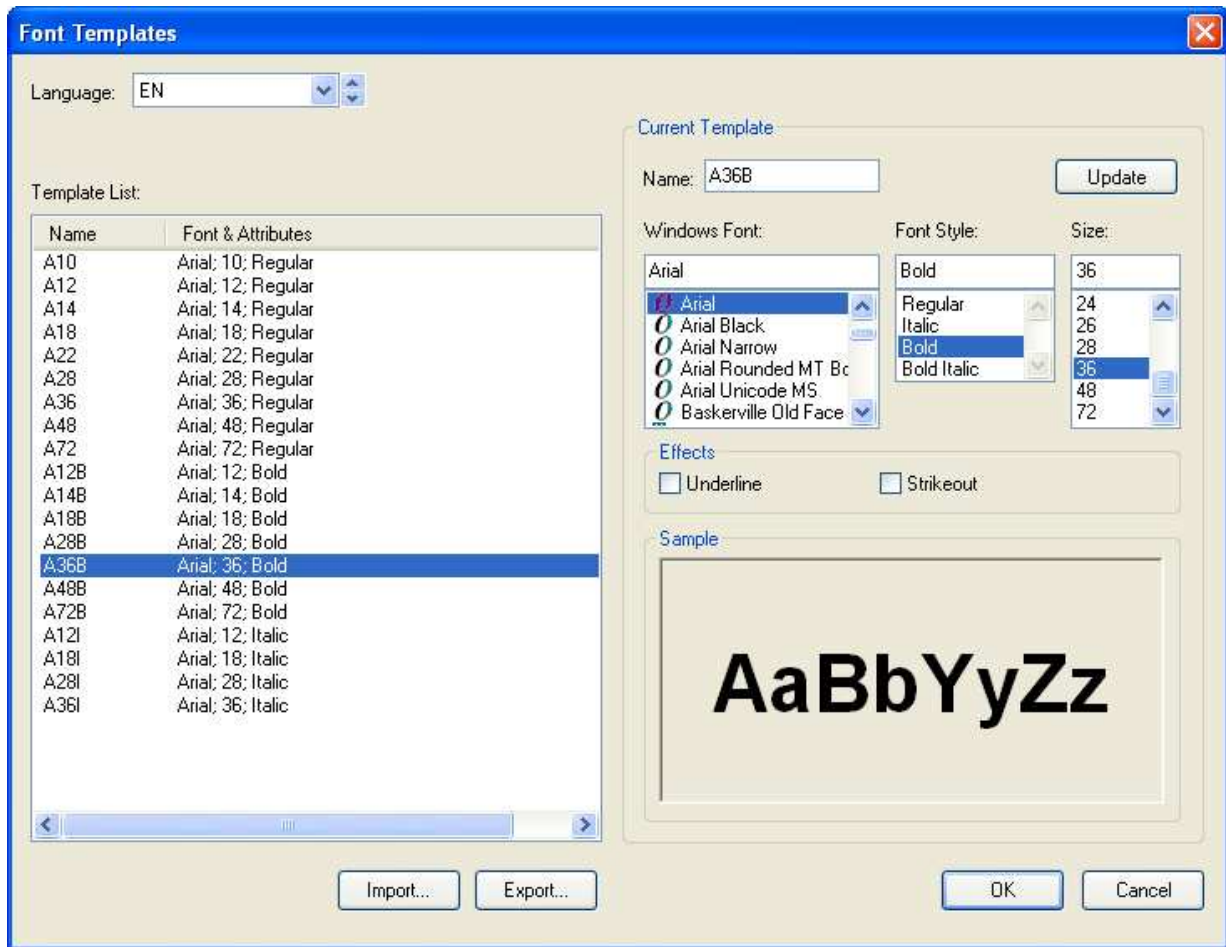 Font Templates
Language: EN
Template List:
Name Font & Attributes
A10 Arial; 10; Regular
A12 Arial; 12; Regular
A14 Arial; 14; Regular
A18 Arial; 18; Regular
A22 Arial; 22; Regular
A28 Arial; 28; Regular
A36 Arial; 36; Regular
A48 Arial; 48; Regular
A72 Arial; 72; Regular
A12B Arial; 12; Bold
A14B Arial; 14; Bold
A18B Arial; 18; Bold
A28B Arial; 28; Bold
A36B Arial; 36; Bold
A48B Arial; 48; Bold
A72B Arial; 72; Bold
A12I Arial; 12; Italic
A18I Arial; 18; Italic
A28I Arial; 28; Italic
A36I Arial; 36; Italic
Import... Export...
Current Template
Name: A36B Update
Windows Font: Font Style: Size:
Arial Bold 36
Arial Regular 24
Arial Black Italic 26
Arial Narrow Bold 28
Arial Rounded MT Bo Bold Italic 36
Arial Unicode MS 48
Baskerville Old Face 72
Effects
Underline Strikeout
Sample
AaBbYyZz
OK Cancel